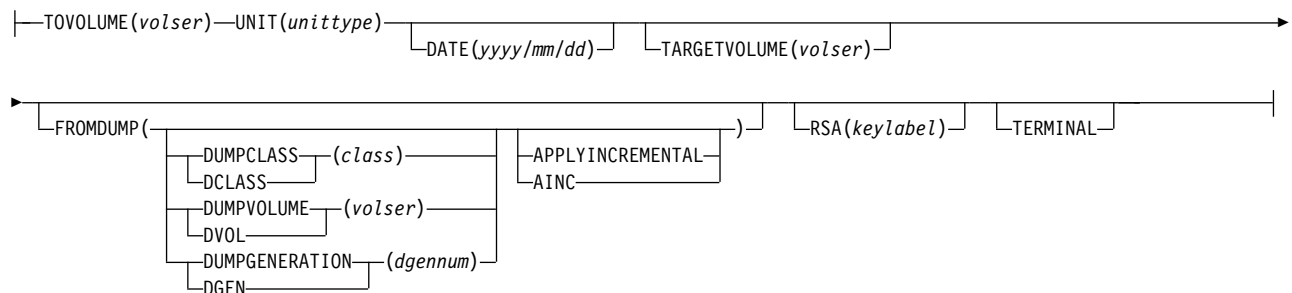 TOVOLUME(volser) UNIT(unittype)
DATE(yyyy/mm/dd) TARGETVOLUME(volser)
FROMDUMP( ) RSA(keylabel) TERMINAL
DUMPCLASS (class) APPLYINCREMENTAL
DCLASS AINC
DUMPVOLUME (volser)
DVOL
DUMPGENERATION (dgennum)
DGEN